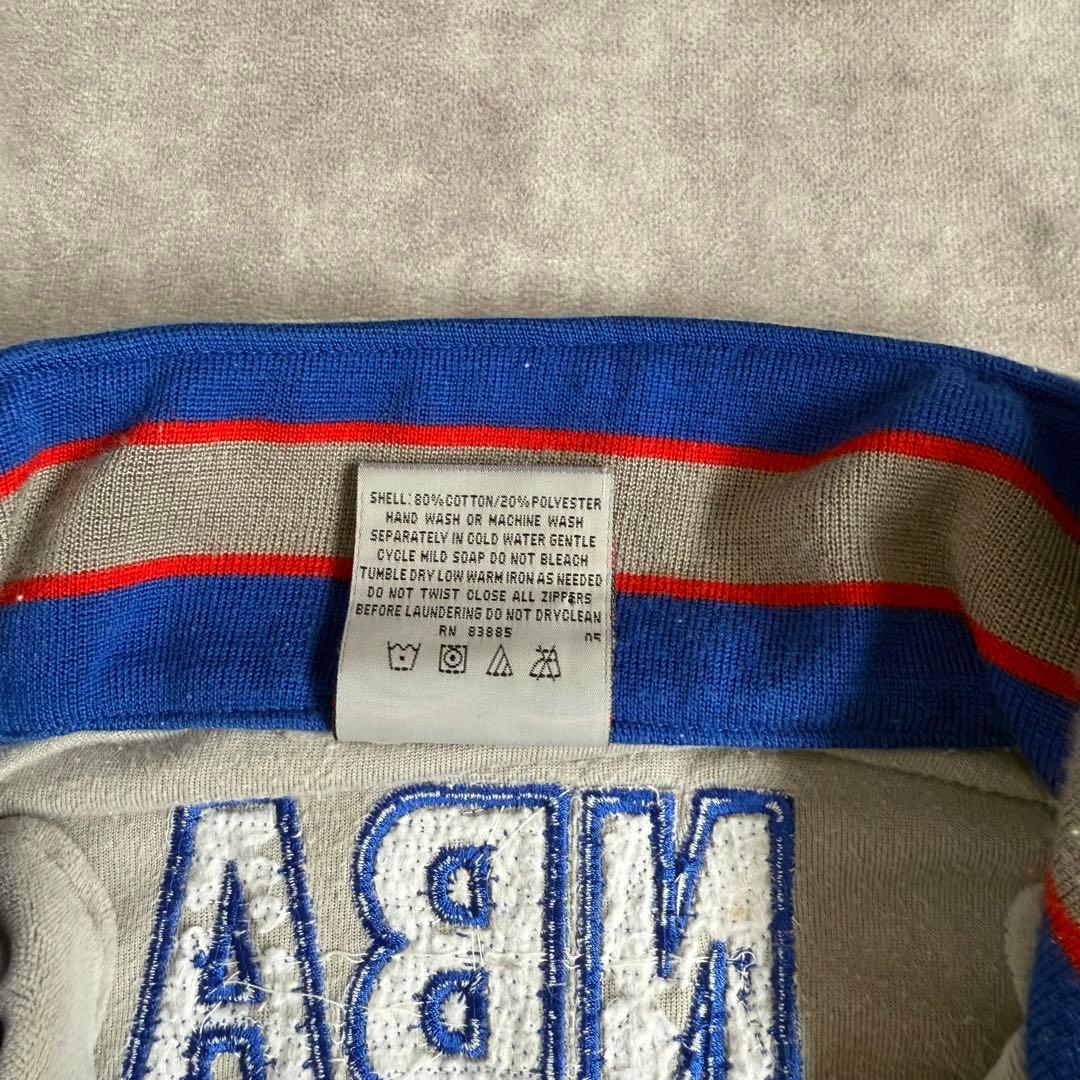 SHELL: 80%COTTON/20%POLYESTER
HAND WASH OR MACHINE WASH
SEPARATELY IN COLD WATER GENTLE
CYCLE MILD SOAP DO NOT BLEACH
TUMBLE DRY LOW WARM IRON AS NEEDED
DO NOT TWIST CLOSE ALL ZIPPERS
BEFORE LAUNDERING DO NOT DRYCLEAN
RN 83885 05
NBA